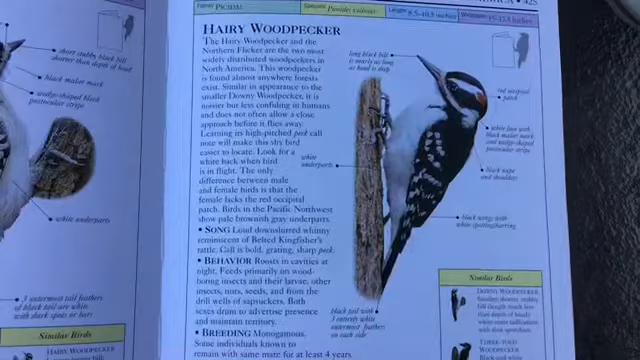 short stubby black bill
shorter than depth of head
black malar mark
wedge-shaped black
postocular stripe
white underparts
3 outermost tail feathers
of black tail are white
with dark spots or bars
Similar Birds
HAIRY WOODPECKER
Family PICIDAE
Species Picoides villosus
Length 8.5–10.5 inches
Wingspan
425
HAIRY WOODPECKER
The Hairy Woodpecker and the
Northern Flicker are the two most
widely distributed woodpeckers in
North America. This woodpecker
is found almost anywhere forests
exist. Similar in appearance to the
smaller Downy Woodpecker, it is
noisier but less confiding in humans
and does not often allow a close
approach before it flies away.
Learning its high-pitched peek call
note will make this shy bird
easier to locate. Look for a
white back when bird
is in flight. The only
difference between male
and female birds is that the
female lacks the red occipital
patch. Birds in the Pacific Northwest
show pale brownish gray underparts.
• SONG Loud downslurred whinny
reminiscent of Belted Kingfisher's
rattle. Call is bold, grating, sharp peek.
• BEHAVIOR Roosts in cavities at
night. Feeds primarily on wood-
boring insects and their larvae, other
insects, nuts, seeds, and from the
drill wells of sapsuckers. Both
sexes drum to advertise presence
and maintain territory.
• BREEDING Monogamous.
Some individuals known to
remain with same mate for at least 4 years.
long black bill
is nearly as long
as head is deep
red occipital
patch
white face with
black malar mark
and wedge-shaped
postocular stripe
black nape
and shoulders
white
underparts
black wings with
white spotting/barring
black tail with
3 entirely white
outermost feathers
on each side
Similar Birds
DOWNY WOODPECKER
THREE-TOED
WOODPECKER